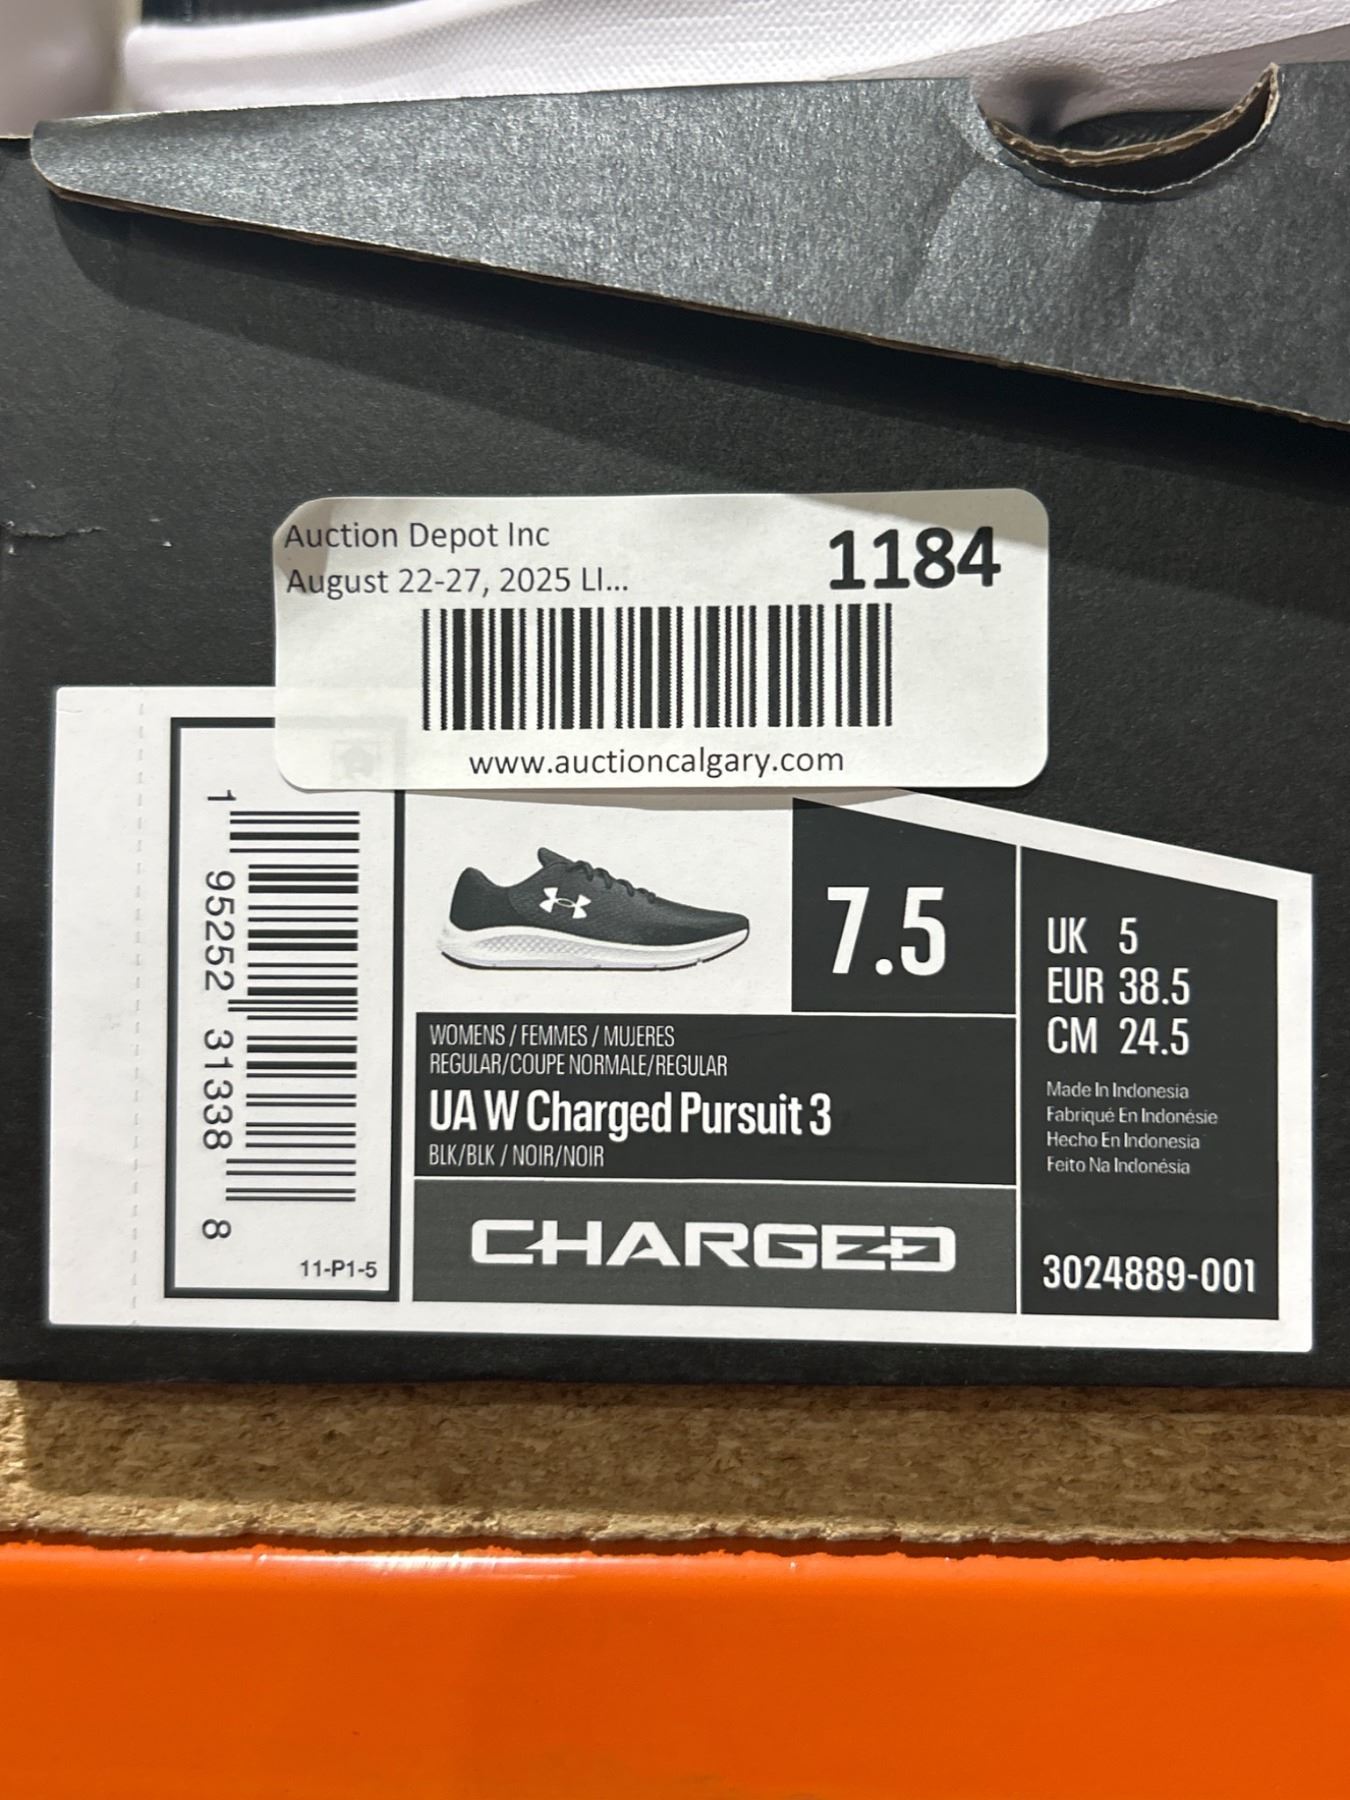 Auction Depot Inc
August 22-27, 2025 LI...
1184
www.auctioncalgary.com
1 95252 31338 8
11-P1-5
7.5
WOMENS / FEMMES / MUJERES
REGULAR/COUPE NORMALE/REGULAR
UA W Charged Pursuit 3
BLK/BLK / NOIR/NOIR
CHARGED
UK 5
EUR 38.5
CM 24.5
Made In Indonesia
Fabriqué En Indonésie
Hecho En Indonesia
Feito Na Indonésia
3024889-001